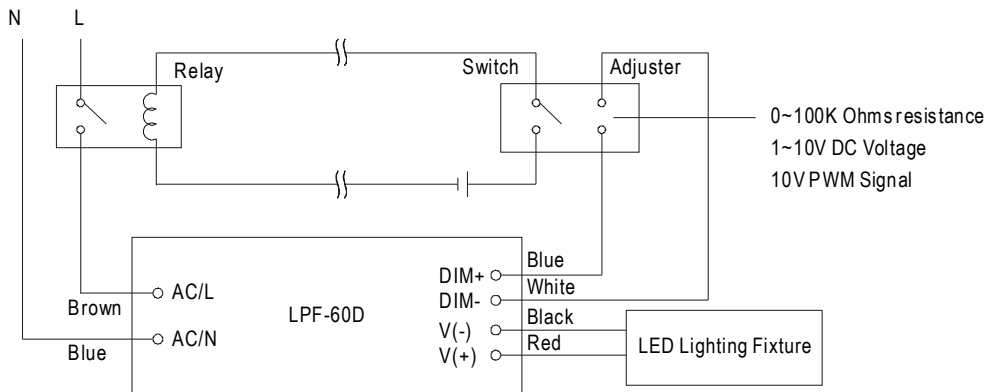 N L
Relay
Switch
Adjuster
0~100K Ohms resistance
1~10V DC Voltage
10V PWM Signal
Brown
AC/L
Blue
AC/N
LPF-60D
DIM+
Blue
DIM-
White
V(-)
Black
V(+)
Red
LED Lighting Fixture